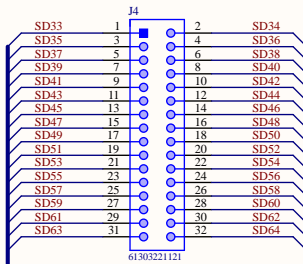 J4
SD33 1 2 SD34
SD35 3 4 SD36
SD37 5 6 SD38
SD39 7 8 SD40
SD41 9 10 SD42
SD43 11 12 SD44
SD45 13 14 SD46
SD47 15 16 SD48
SD49 17 18 SD50
SD51 19 20 SD52
SD53 21 22 SD54
SD55 23 24 SD56
SD57 25 26 SD58
SD59 27 28 SD60
SD61 29 30 SD62
SD63 31 32 SD64
61303221121